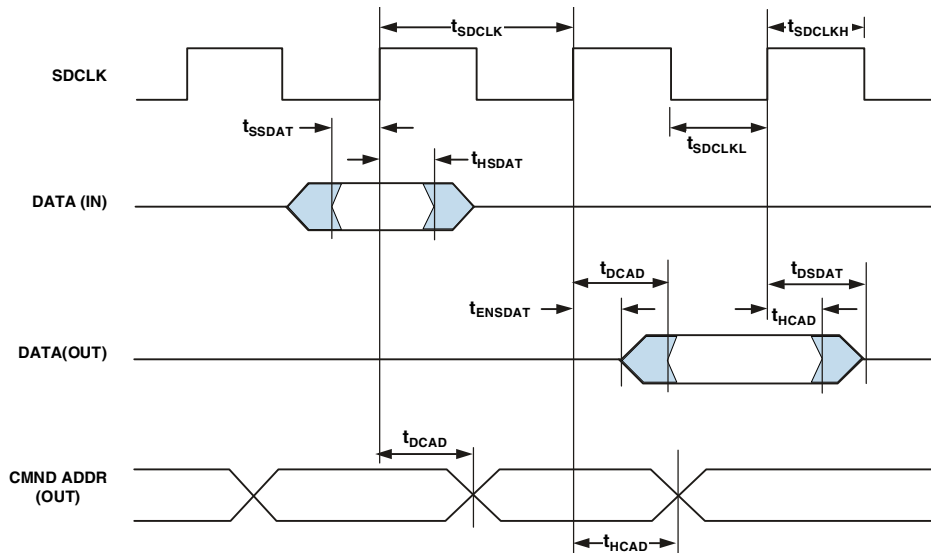 tSDCLK
tSDCLKH
SDCLK
tSSDAT
tSDCLKL
tHSDAT
DATA (IN)
tDCAD
tDSDAT
tENSDAT
tHCAD
DATA(OUT)
tDCAD
CMND ADDR
(OUT)
tHCAD